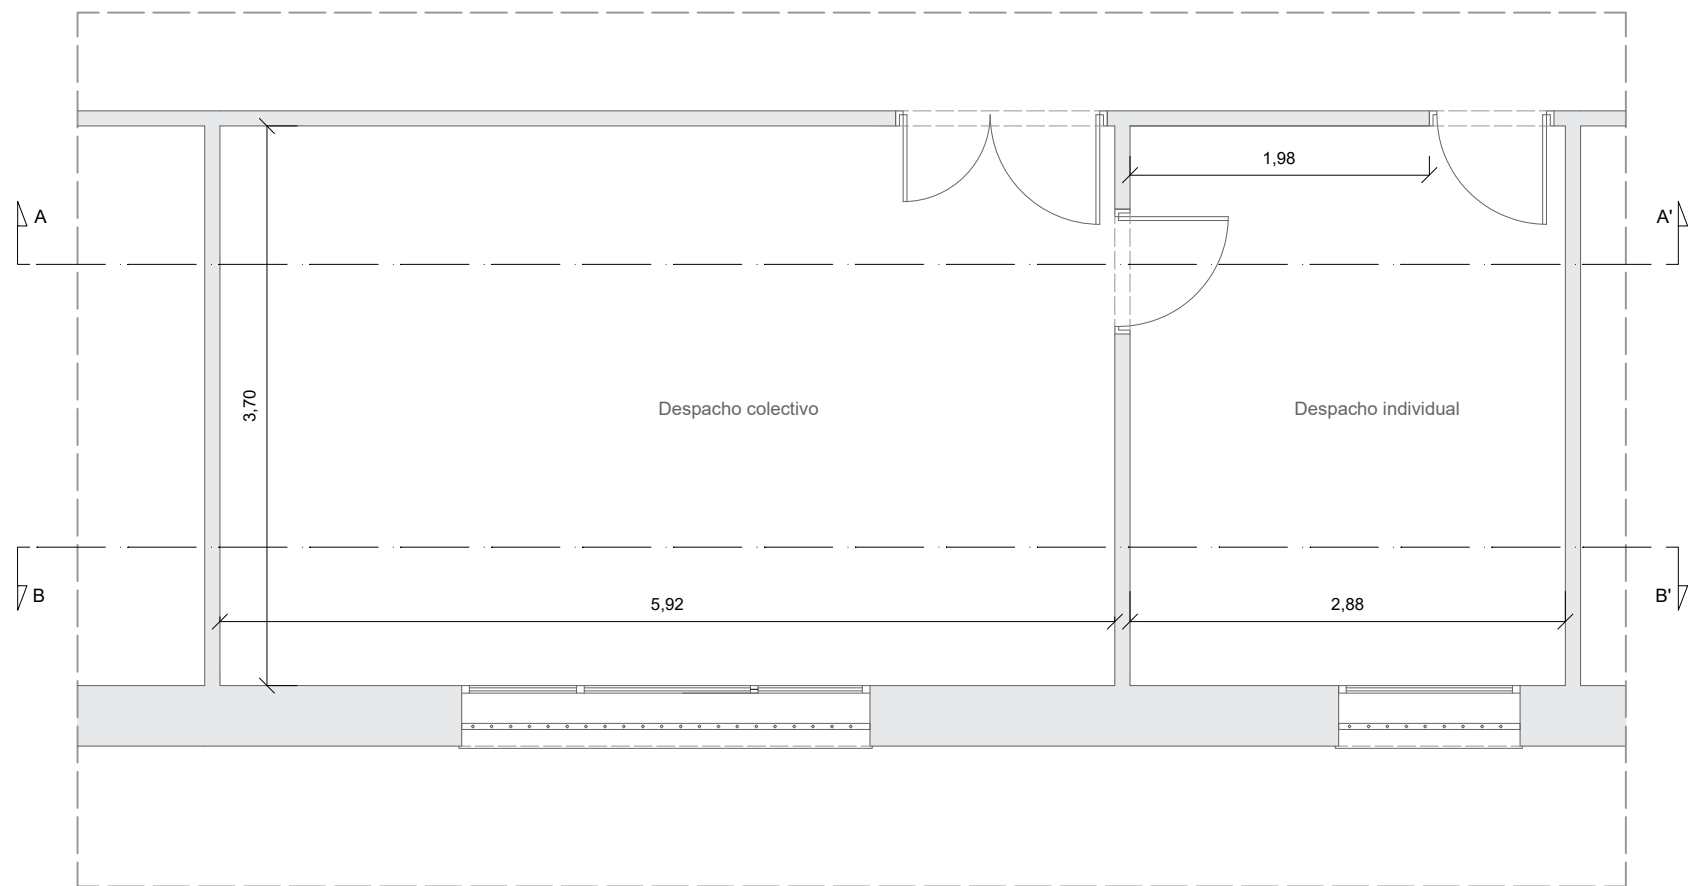 1,98
A
A'
3,70
Despacho colectivo
Despacho individual
B
B'
5,92
2,88